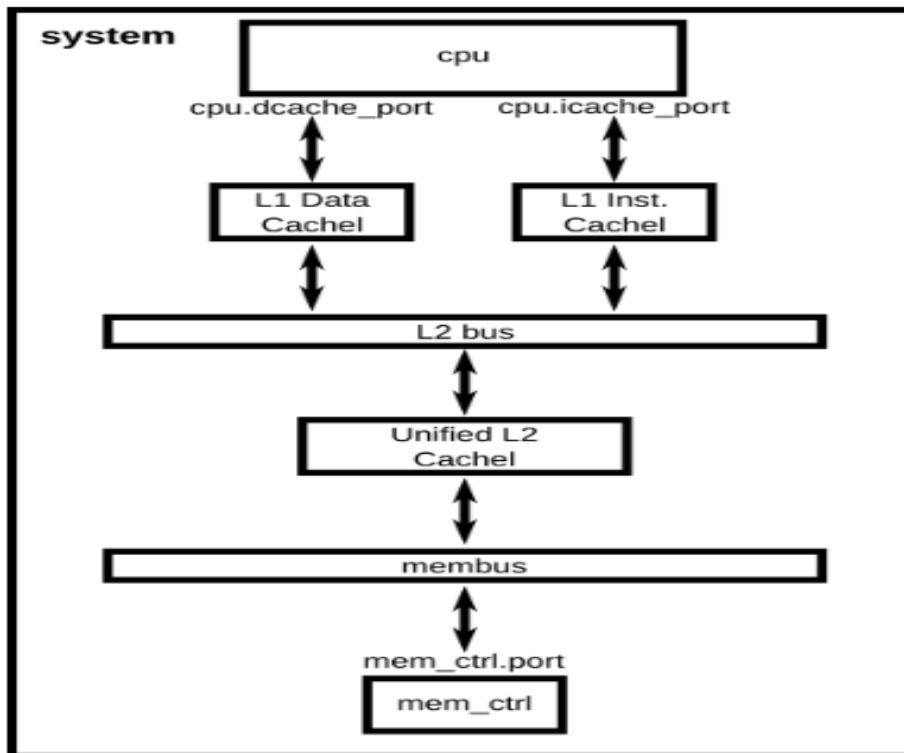 system
cpu
cpu.dcache_port
cpu.icache_port
L1 Data
Cachel
L1 Inst.
Cachel
L2 bus
Unified L2
Cachel
membus
mem_ctrl.port
mem_ctrl